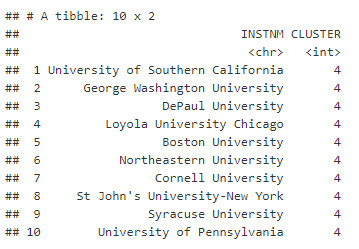 ## # A tibble: 10 x 2
## INSTNM CLUSTER
## <chr> <int>
## 1 University of Southern California 4
## 2 George Washington University 4
## 3 DePaul University 4
## 4 Loyola University Chicago 4
## 5 Boston University 4
## 6 Northeastern University 4
## 7 Cornell University 4
## 8 St John's University-New York 4
## 9 Syracuse University 4
## 10 University of Pennsylvania 4